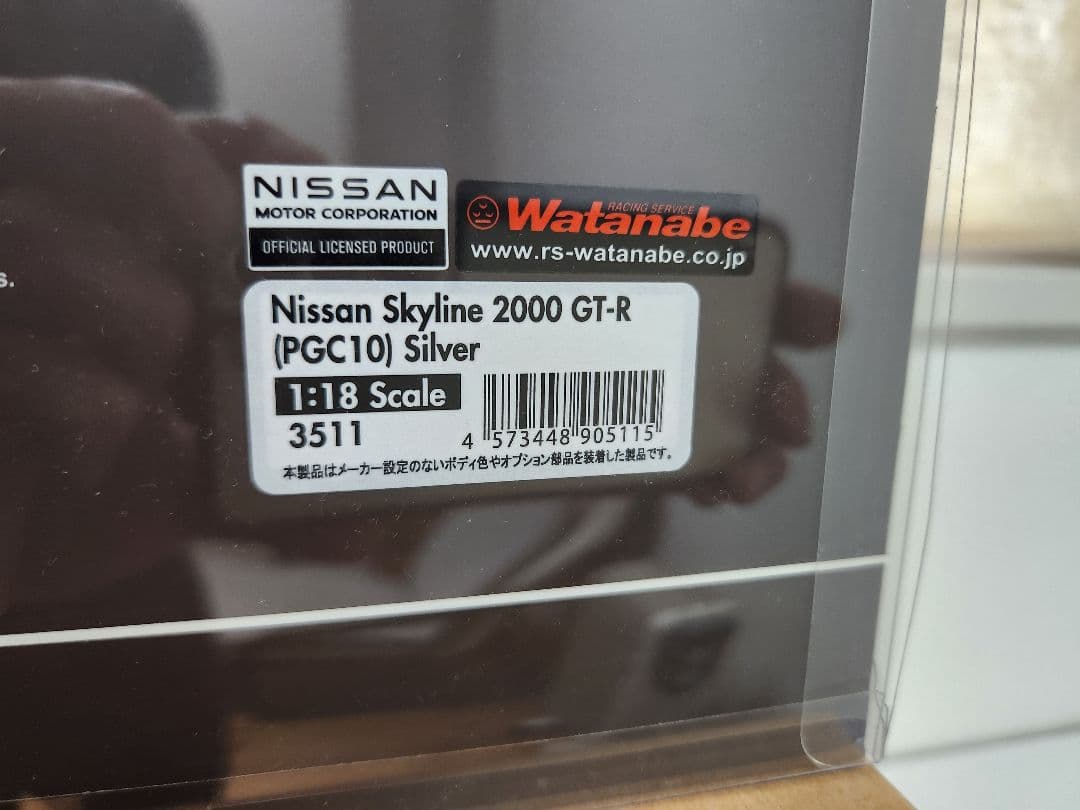 s.
NISSAN
MOTOR CORPORATION
OFFICIAL LICENSED PRODUCT
RACING SERVICE
Watanabe
www.rs-watanabe.co.jp
Nissan Skyline 2000 GT-R
(PGC10) Silver
1:18 Scale
3511
4 573448 905115
本製品はメーカー設定のないボディ色やオプション部品を装着した製品です。